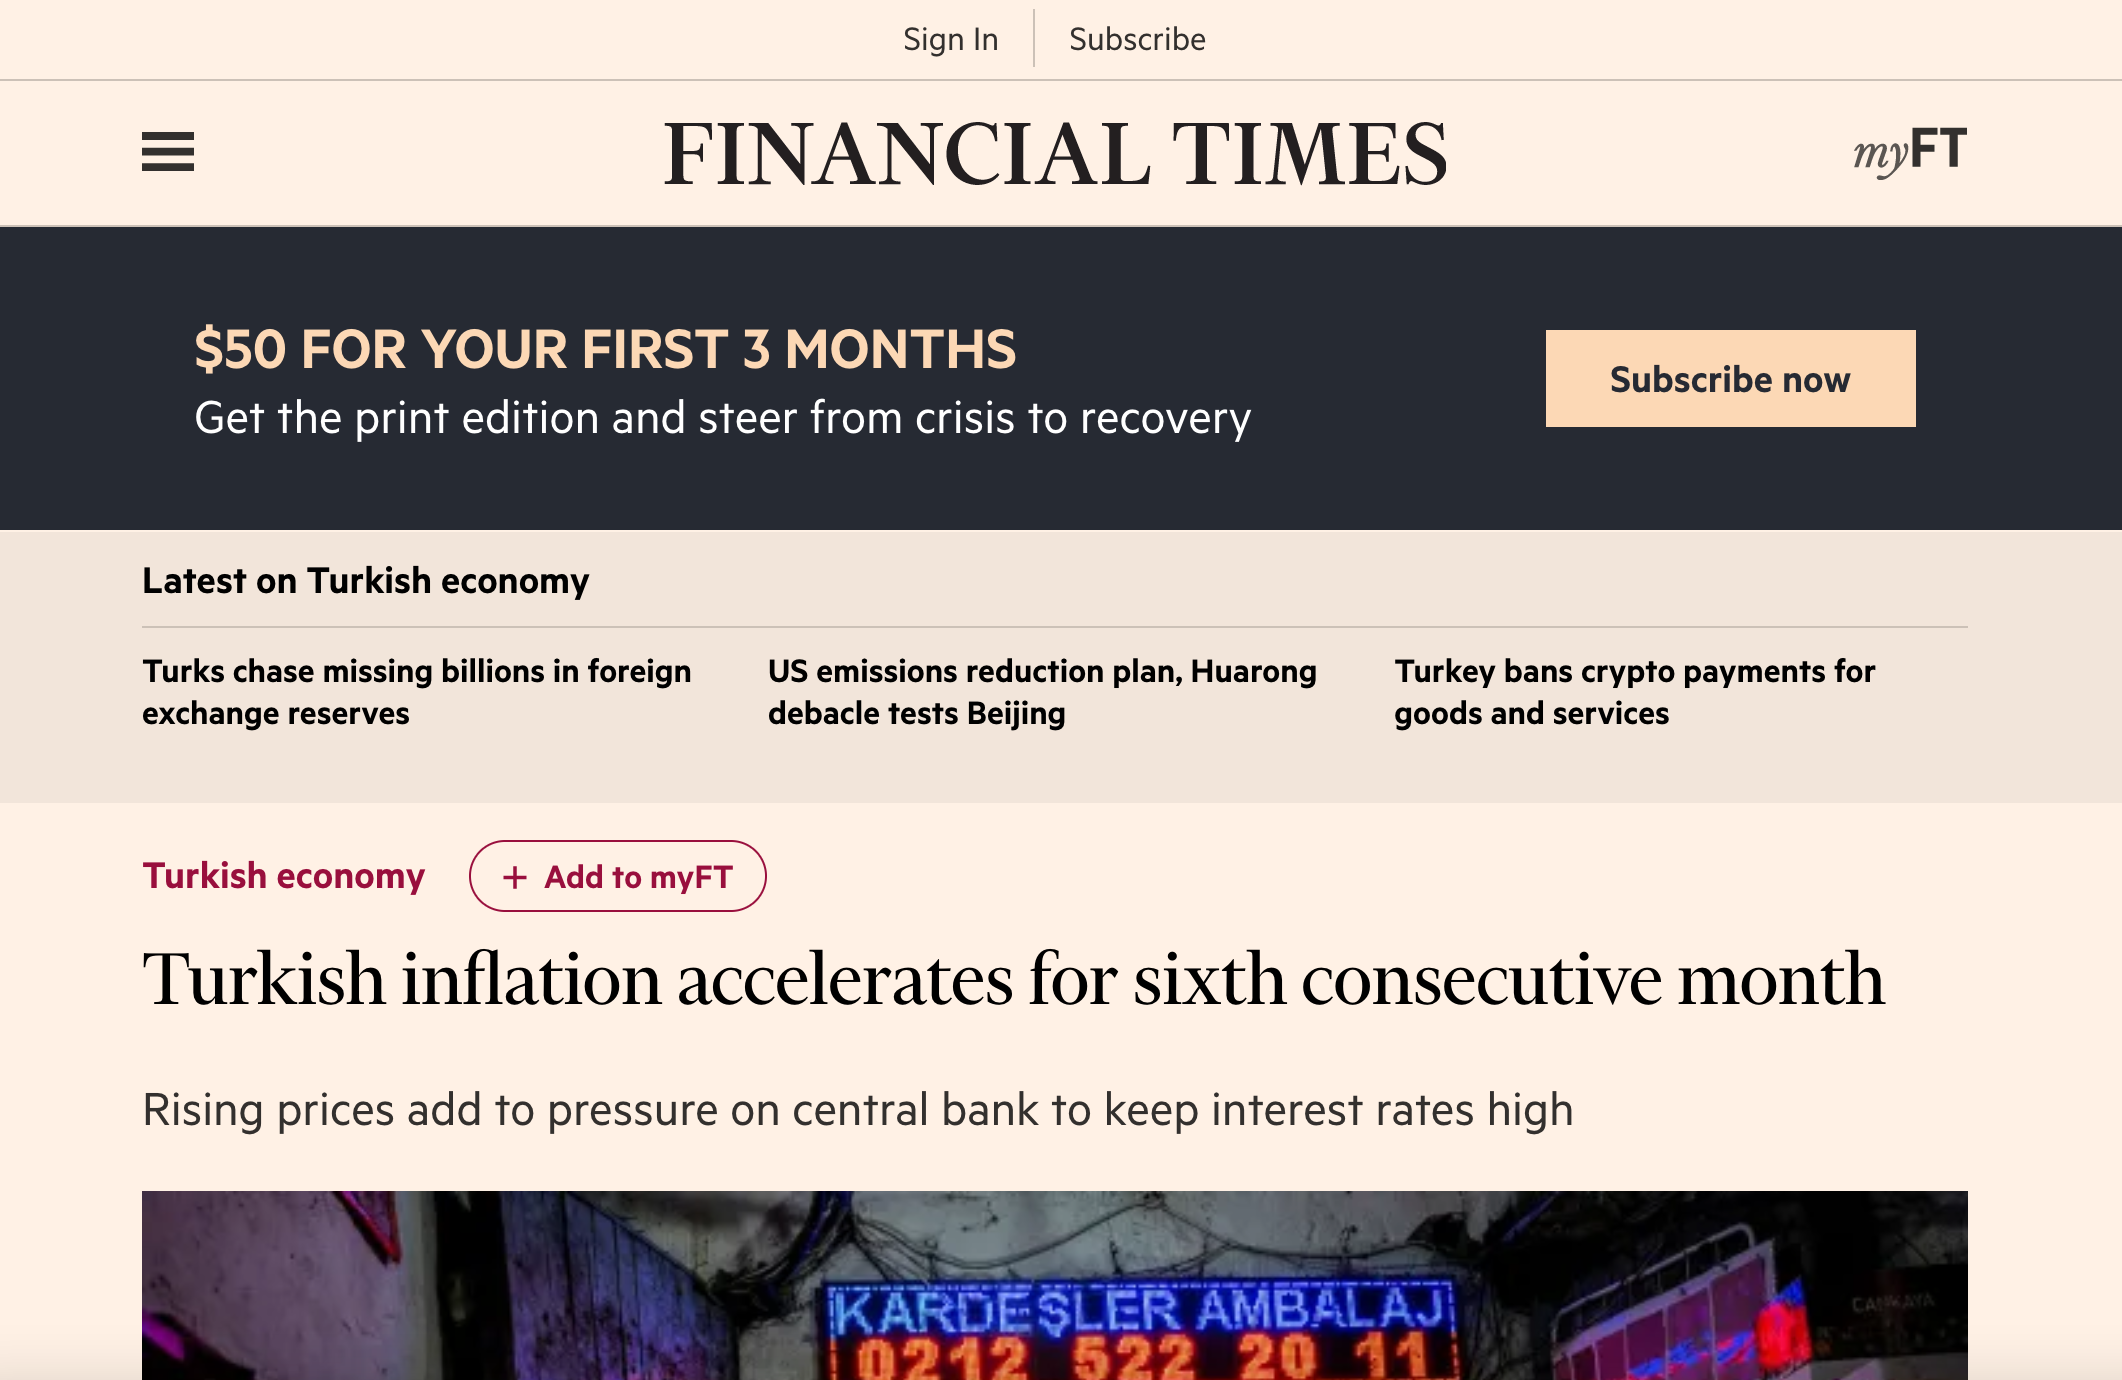 Sign In
Subscribe
FINANCIAL TIMES
myFT
$50 FOR YOUR FIRST 3 MONTHS
Get the print edition and steer from crisis to recovery
Subscribe now
Latest on Turkish economy
Turks chase missing billions in foreign
exchange reserves
US emissions reduction plan, Huarong
debacle tests Beijing
Turkey bans crypto payments for
goods and services
Turkish economy
+ Add to myFT
Turkish inflation accelerates for sixth consecutive month
Rising prices add to pressure on central bank to keep interest rates high
KARDEŞLER AMBALAJ
0212 522 20 11
CANKAYA